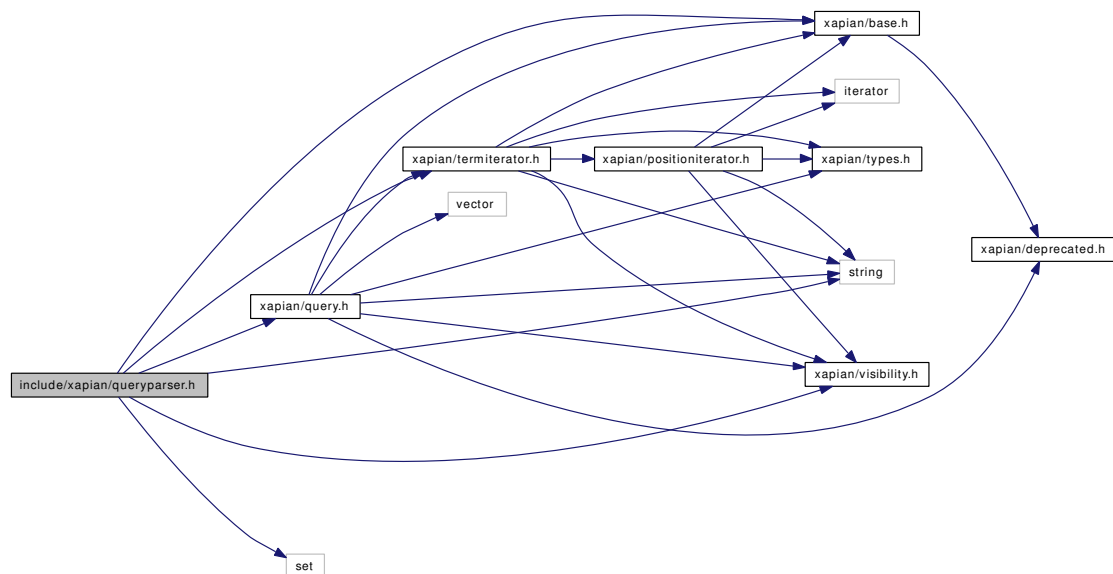 xapian/base.h
iterator
xapian/termiterator.h
xapian/positioniterator.h
xapian/types.h
vector
xapian/deprecated.h
string
xapian/query.h
xapian/visibility.h
include/xapian/queryparser.h
set